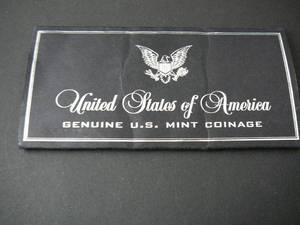 United States of America
GENUINE U.S. MINT COINAGE